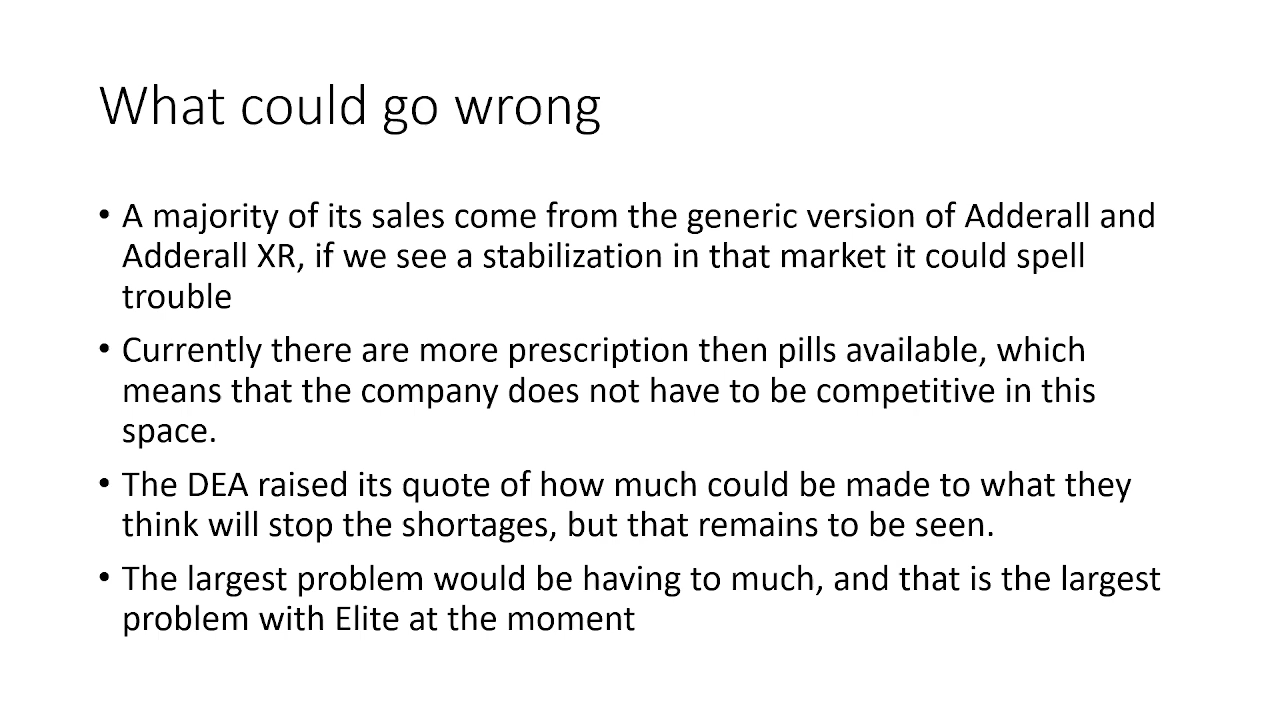 What could go wrong
• A majority of its sales come from the generic version of Adderall and
Adderall XR, if we see a stabilization in that market it could spell
trouble
• Currently there are more prescription then pills available, which
means that the company does not have to be competitive in this
space.
• The DEA raised its quote of how much could be made to what they
think will stop the shortages, but that remains to be seen.
• The largest problem would be having to much, and that is the largest
problem with Elite at the moment